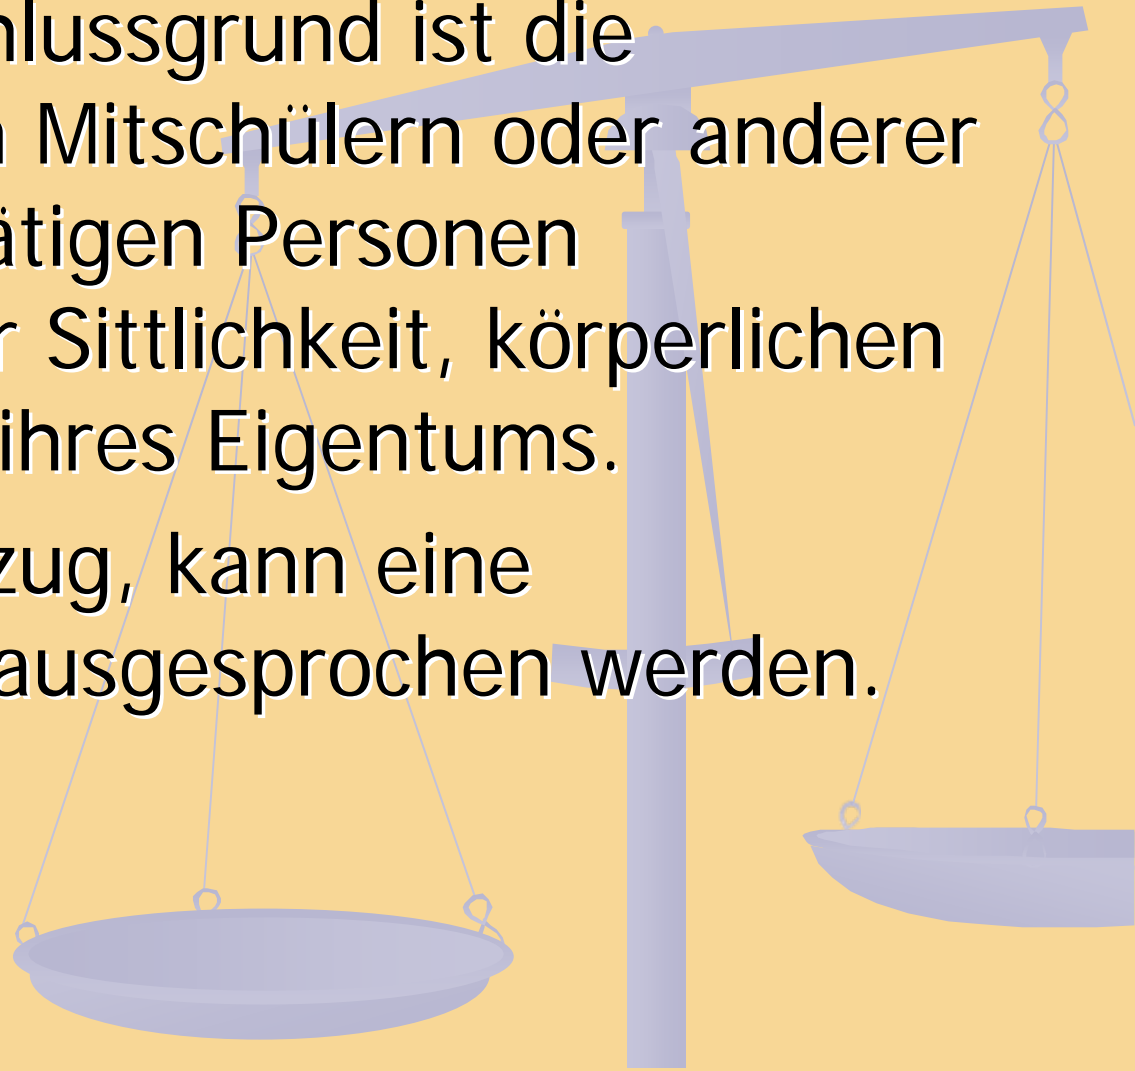 hlussgrund ist die
Mitschülern oder anderer
ätigen Personen
r Sittlichkeit, körperlichen
ihres Eigentums.
zug, kann eine
ausgesprochen werden.